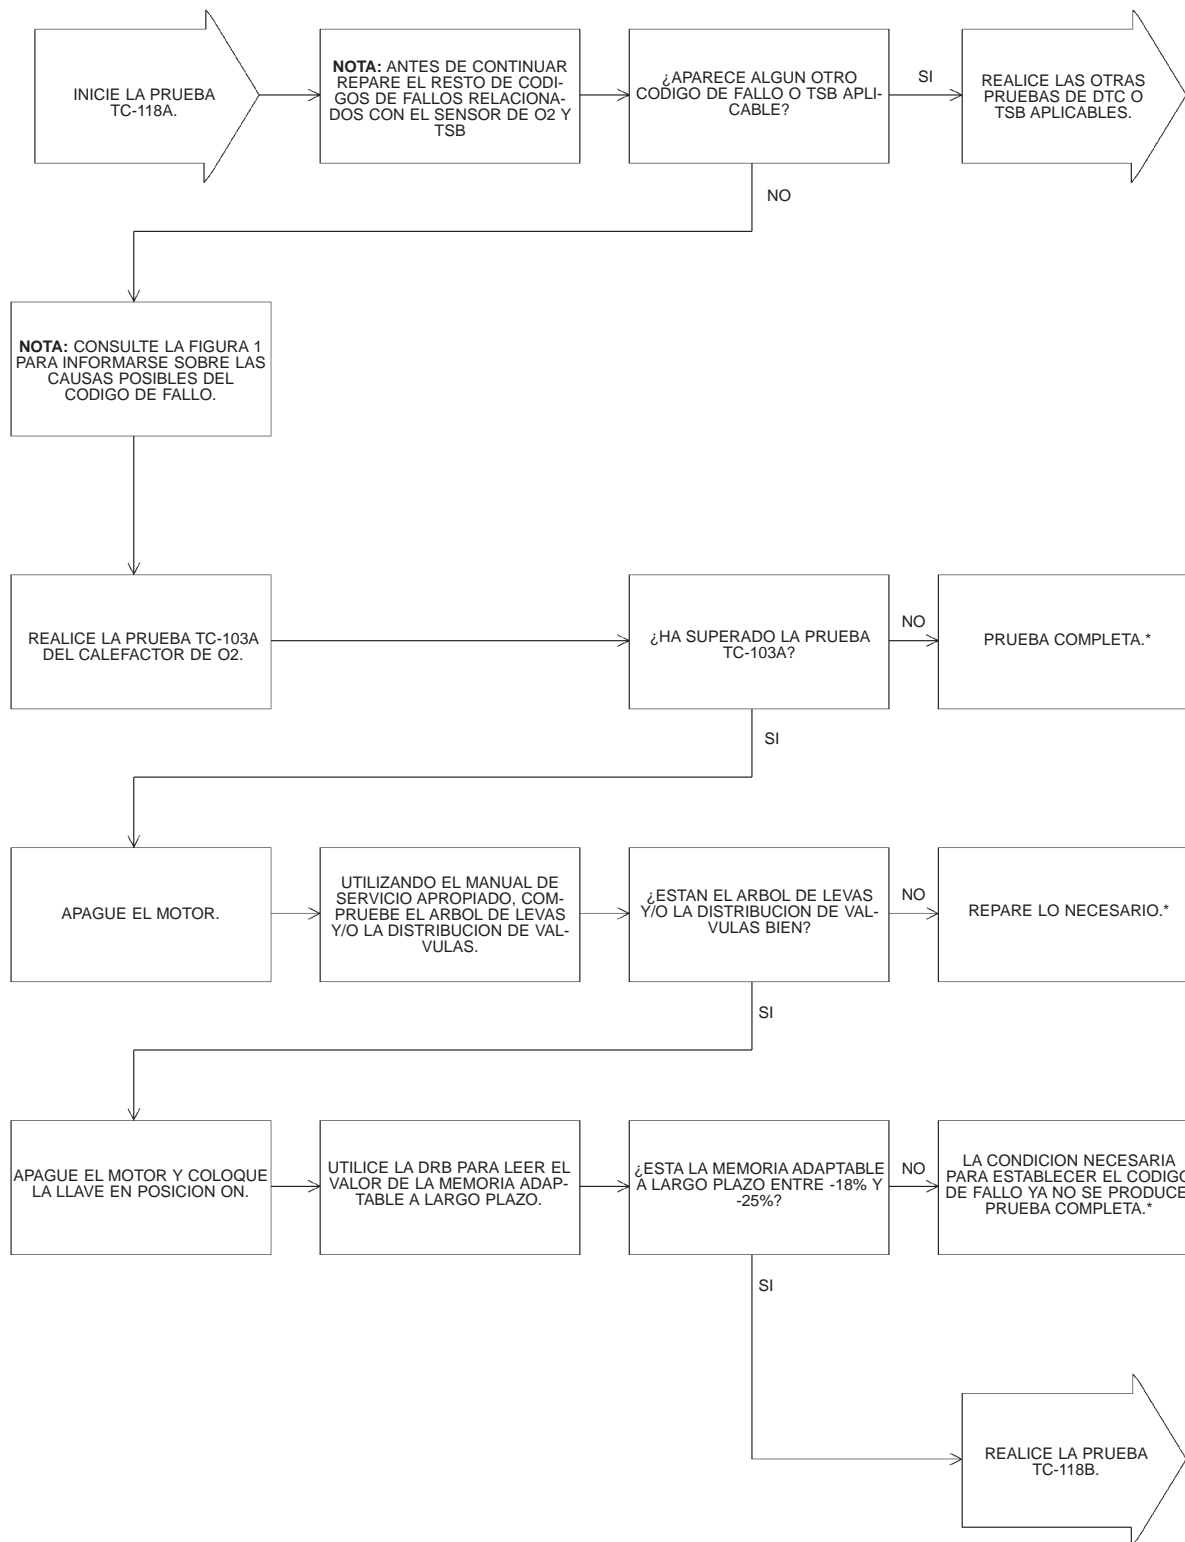 INICIE LA PRUEBA
TC-118A.
NOTA: ANTES DE CONTINUAR
REPARE EL RESTO DE CODI-
GOS DE FALLOS RELACIONA-
DOS CON EL SENSOR DE O2 Y
TSB
¿APARECE ALGUN OTRO
CODIGO DE FALLO O TSB APLI-
CABLE?
SI
REALICE LAS OTRAS
PRUEBAS DE DTC O
TSB APLICABLES.
NO
NOTA: CONSULTE LA FIGURA 1
PARA INFORMARSE SOBRE LAS
CAUSAS POSIBLES DEL
CODIGO DE FALLO.
REALICE LA PRUEBA TC-103A
DEL CALEFACTOR DE O2.
¿HA SUPERADO LA PRUEBA
TC-103A?
NO
PRUEBA COMPLETA.*
SI
APAGUE EL MOTOR.
UTILIZANDO EL MANUAL DE
SERVICIO APROPIADO, COM-
PRUEBE EL ARBOL DE LEVAS
Y/O LA DISTRIBUCION DE VAL-
VULAS.
¿ESTAN EL ARBOL DE LEVAS
Y/O LA DISTRIBUCION DE VAL-
VULAS BIEN?
NO
REPARE LO NECESARIO.*
SI
APAGUE EL MOTOR Y COLOQUE
LA LLAVE EN POSICION ON.
UTILICE LA DRB PARA LEER EL
VALOR DE LA MEMORIA ADAP-
TABLE A LARGO PLAZO.
¿ESTA LA MEMORIA ADAPTABLE
A LARGO PLAZO ENTRE -18% Y
-25%?
NO
LA CONDICION NECESARIA
PARA ESTABLECER EL CODIGO
DE FALLO YA NO SE PRODUCE
PRUEBA COMPLETA.*
SI
REALICE LA PRUEBA
TC-118B.